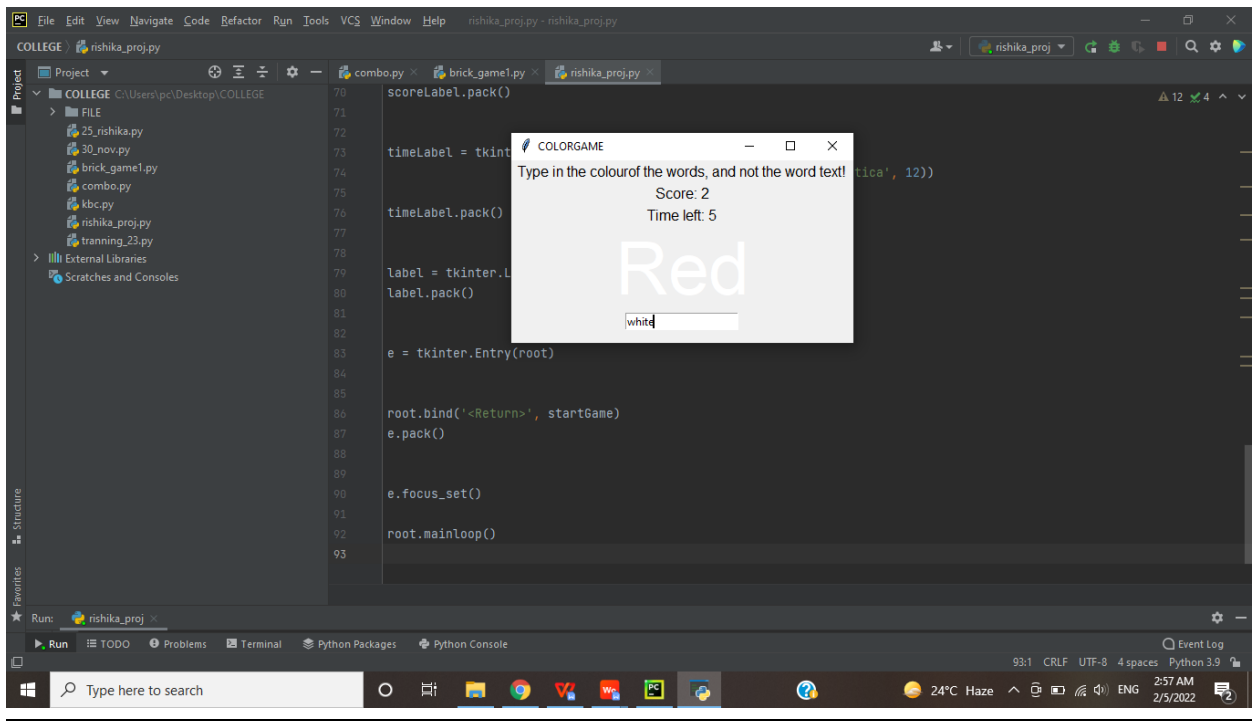 PC File Edit View Navigate Code Refactor Run Tools VCS Window Help rishika_proj.py - rishika_proj.py
COLLEGE rishika_proj.py rishika_proj
Project
Project
combo.py brick_game1.py rishika_proj.py
COLLEGE C:\Users\pc\Desktop\COLLEGE
FILE
25_rishika.py
30_nov.py
brick_game1.py
combo.py
kbc.py
rishika_proj.py
tranning_23.py
External Libraries
Scratches and Consoles
12 4
70 scoreLabel.pack()
71
72
73 timeLabel = tkint
74 tica', 12))
75
76 timeLabel.pack()
77
78
79 label = tkinter.L
80 label.pack()
81
82
83 e = tkinter.Entry(root)
84
85
86 root.bind('<Return>', startGame)
87 e.pack()
88
89
90 e.focus_set()
91
92 root.mainloop()
93
COLORGAME
Type in the colourof the words, and not the word text!
Score: 2
Time left: 5
Red
white
Structure
Favorites
Run: rishika_proj
Run TODO Problems Terminal Python Packages Python Console Event Log
93:1 CRLF UTF-8 4 spaces Python 3.9
Type here to search
PC
24°C Haze ENG
2:57 AM
2/5/2022
2